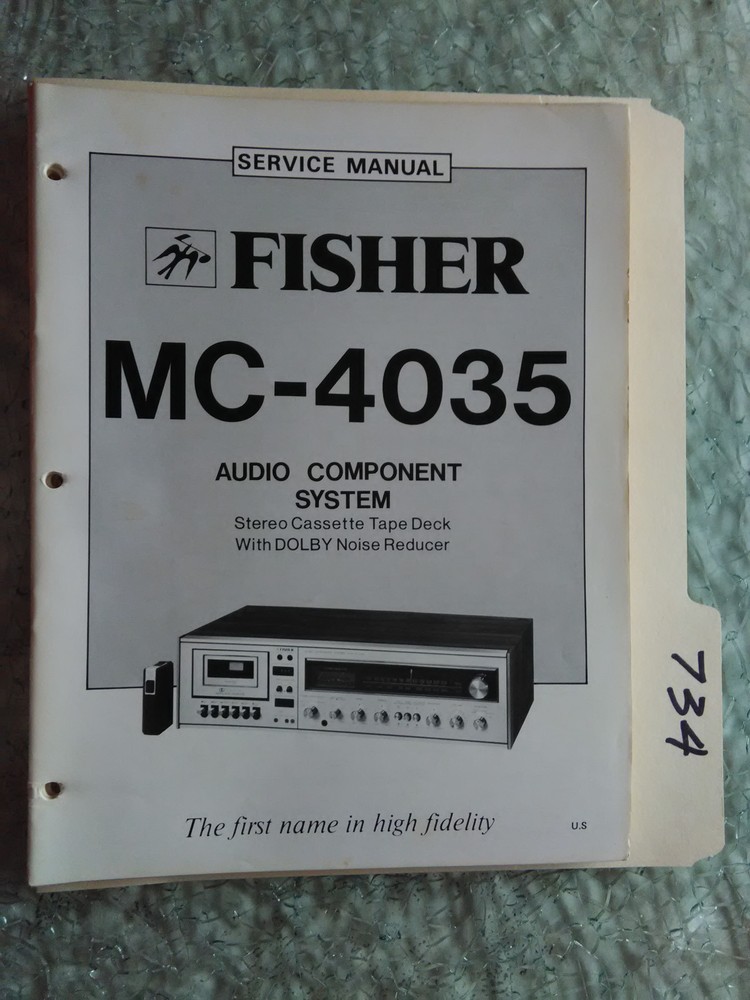 SERVICE MANUAL
FISHER
MC-4035
AUDIO COMPONENT
SYSTEM
Stereo Cassette Tape Deck
With DOLBY Noise Reducer
The first name in high fidelity
U.S
734